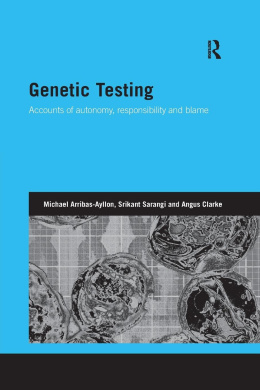 R
Genetic Testing
Accounts of autonomy, responsibility and blame
Michael Arribas-Ayllon, Srikant Sarangi and Angus Clarke